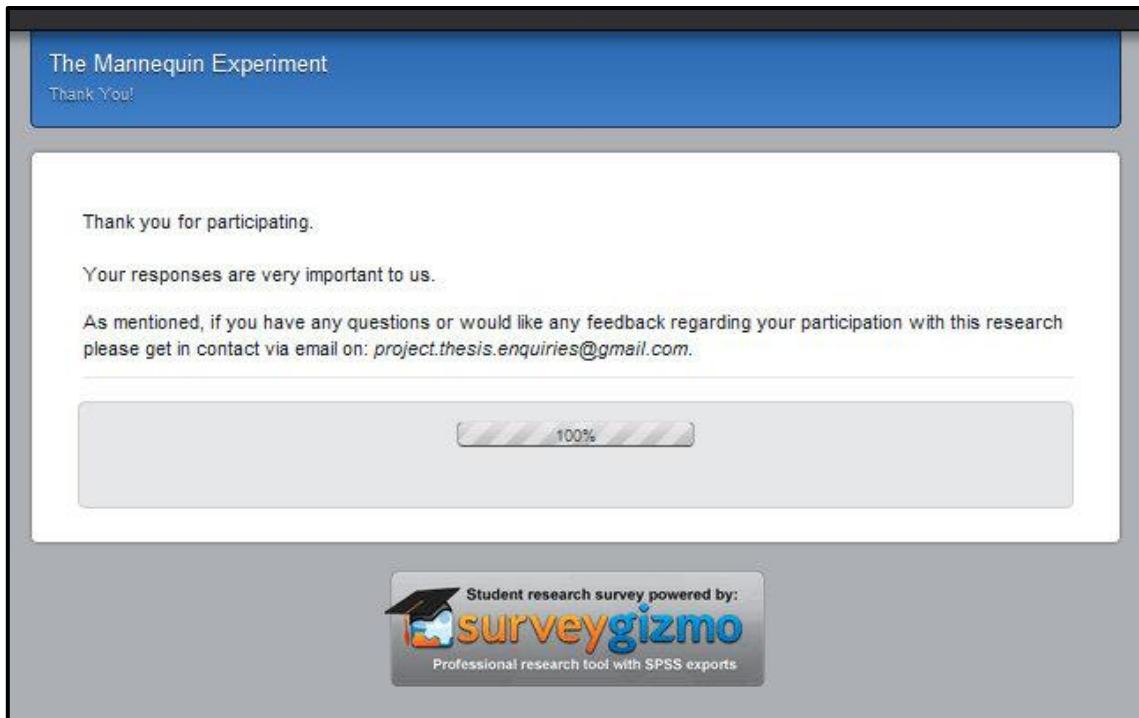 The Mannequin Experiment
Thank You!
Thank you for participating.
Your responses are very important to us.
As mentioned, if you have any questions or would like any feedback regarding your participation with this research
please get in contact via email on: project.thesis.enquiries@gmail.com.
100%
Student research survey powered by:
surveygizmo
Professional research tool with SPSS exports